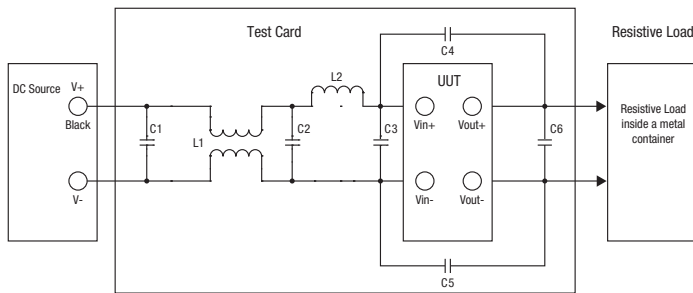 Test Card
Resistive Load
DC Source
V+
Black
V-
C1
L1
C2
L2
C3
C4
UUT
Vin+
Vout+
Vin-
Vout-
C6
C5
Resistive Load
inside a metal
container